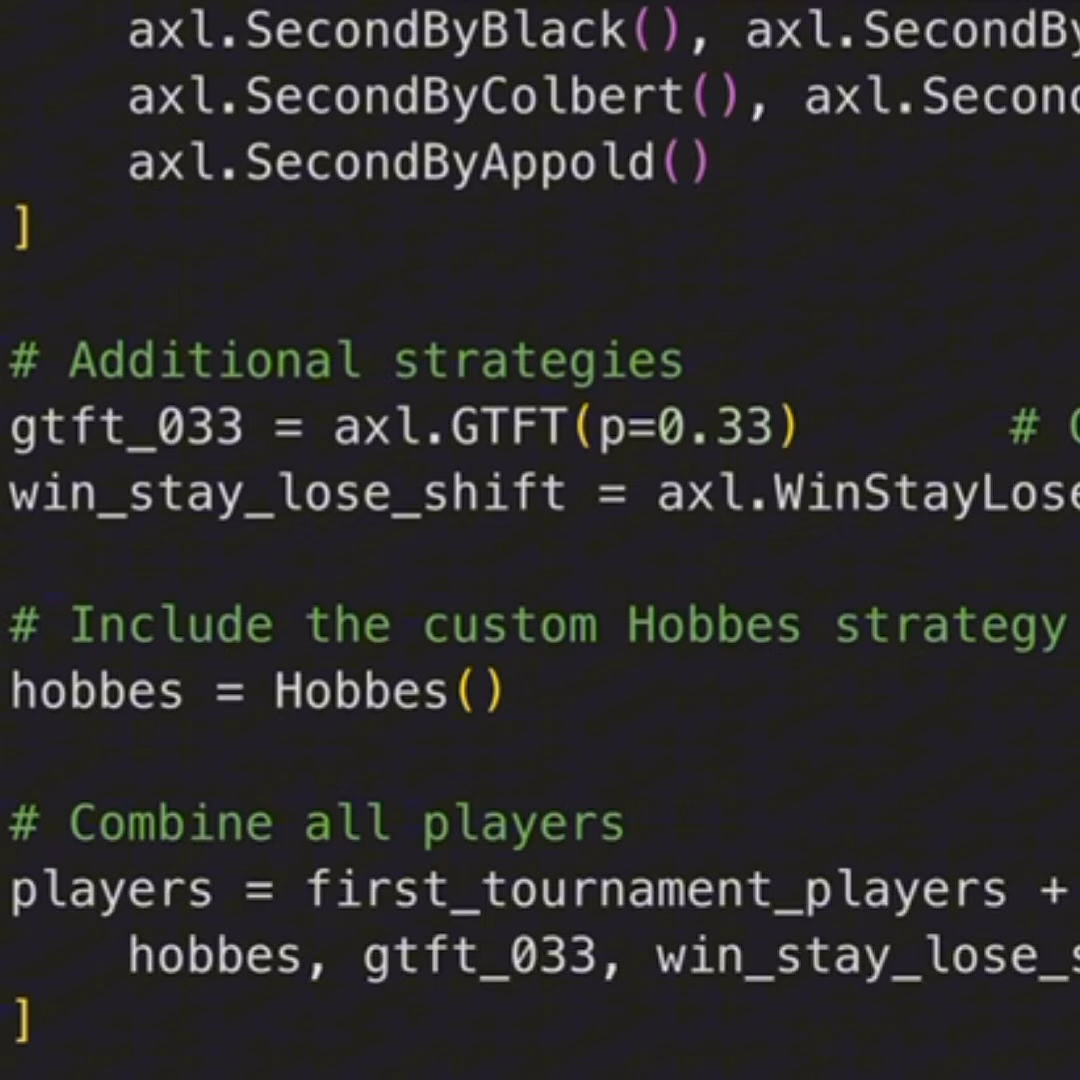 axl.SecondByBlack(), axl.SecondBy
axl.SecondByColbert(), axl.Second
axl.SecondByAppold()
]
# Additional strategies
gtft_033 = axl.GTFT(p=0.33) #
win_stay_lose_shift = axl.WinStayLose
# Include the custom Hobbes strategy
hobbes = Hobbes()
# Combine all players
players = first_tournament_players +
hobbes, gtft_033, win_stay_lose_s
]